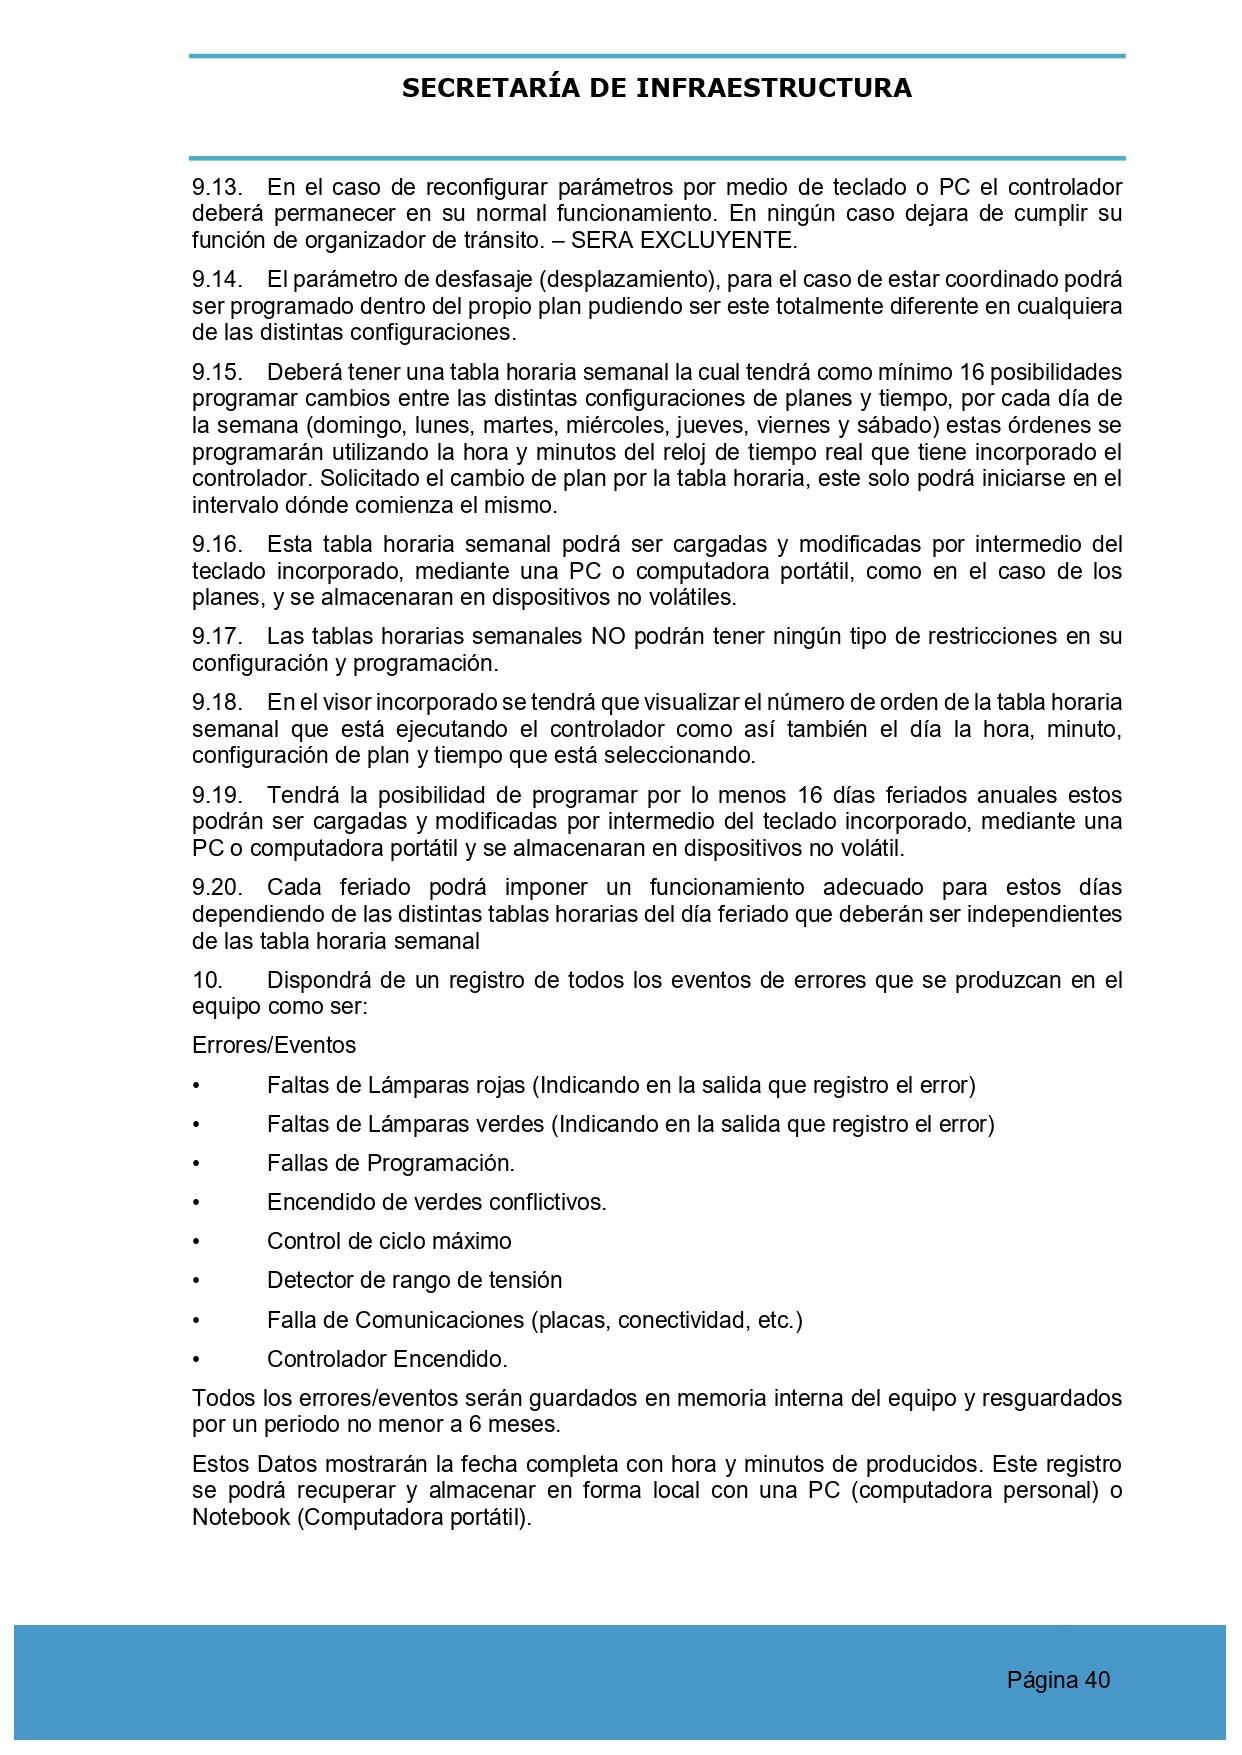 SECRETARÍA DE INFRAESTRUCTURA
9.13. En el caso de reconfigurar parámetros por medio de teclado o PC el controlador
deberá permanecer en su normal funcionamiento. En ningún caso dejara de cumplir su
función de organizador de tránsito. – SERA EXCLUYENTE.
9.14. El parámetro de desfasaje (desplazamiento), para el caso de estar coordinado podrá
ser programado dentro del propio plan pudiendo ser este totalmente diferente en cualquiera
de las distintas configuraciones.
9.15. Deberá tener una tabla horaria semanal la cual tendrá como mínimo 16 posibilidades
programar cambios entre las distintas configuraciones de planes y tiempo, por cada día de
la semana (domingo, lunes, martes, miércoles, jueves, viernes y sábado) estas órdenes se
programarán utilizando la hora y minutos del reloj de tiempo real que tiene incorporado el
controlador. Solicitado el cambio de plan por la tabla horaria, este solo podrá iniciarse en el
intervalo dónde comienza el mismo.
9.16. Esta tabla horaria semanal podrá ser cargadas y modificadas por intermedio del
teclado incorporado, mediante una PC o computadora portátil, como en el caso de los
planes, y se almacenaran en dispositivos no volátiles.
9.17. Las tablas horarias semanales NO podrán tener ningún tipo de restricciones en su
configuración y programación.
9.18. En el visor incorporado se tendrá que visualizar el número de orden de la tabla horaria
semanal que está ejecutando el controlador como así también el día la hora, minuto,
configuración de plan y tiempo que está seleccionando.
9.19. Tendrá la posibilidad de programar por lo menos 16 días feriados anuales estos
podrán ser cargadas y modificadas por intermedio del teclado incorporado, mediante una
PC o computadora portátil y se almacenaran en dispositivos no volátil.
9.20. Cada feriado podrá imponer un funcionamiento adecuado para estos días
dependiendo de las distintas tablas horarias del día feriado que deberán ser independientes
de las tabla horaria semanal
10. Dispondrá de un registro de todos los eventos de errores que se produzcan en el
equipo como ser:
Errores/Eventos
• Faltas de Lámparas rojas (Indicando en la salida que registro el error)
• Faltas de Lámparas verdes (Indicando en la salida que registro el error)
• Fallas de Programación.
• Encendido de verdes conflictivos.
• Control de ciclo máximo
• Detector de rango de tensión
• Falla de Comunicaciones (placas, conectividad, etc.)
• Controlador Encendido.
Todos los errores/eventos serán guardados en memoria interna del equipo y resguardados
por un periodo no menor a 6 meses.
Estos Datos mostrarán la fecha completa con hora y minutos de producidos. Este registro
se podrá recuperar y almacenar en forma local con una PC (computadora personal) o
Notebook (Computadora portátil).
Página 40